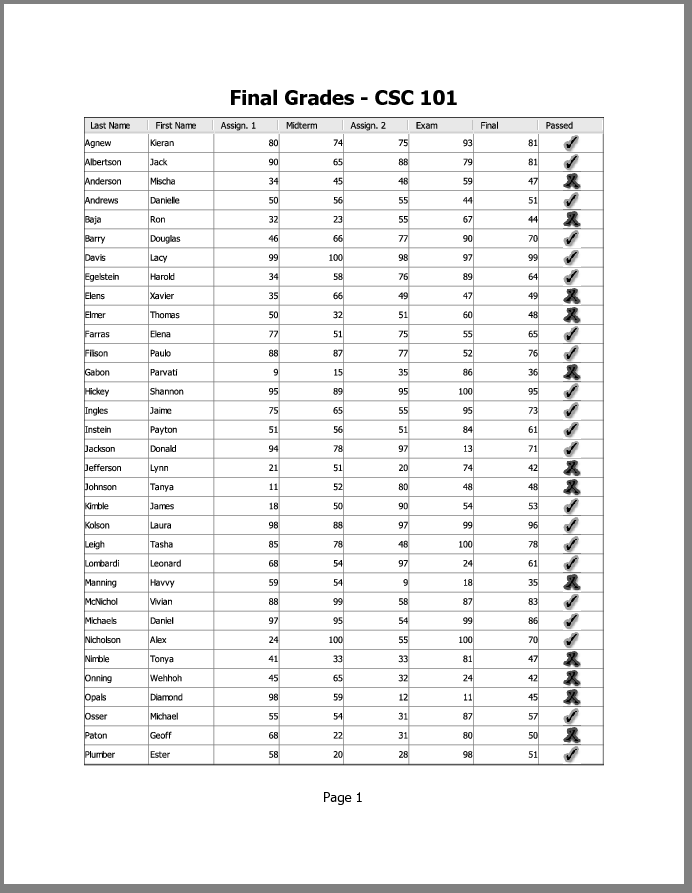 Final Grades - CSC 101
Last Name First Name Assign. 1 Midterm Assign. 2 Exam Final Passed
Agnew Kieran 80 74 75 93 81
Albertson Jack 90 65 88 79 81
Anderson Mischa 34 45 48 59 47
Andrews Danielle 50 56 55 44 51
Baja Ron 32 23 55 67 44
Barry Douglas 46 66 77 90 70
Davis Lacy 99 100 98 97 99
Egelstein Harold 34 58 76 89 64
Elens Xavier 35 66 49 47 49
Elmer Thomas 50 32 51 60 48
Farras Elena 77 51 75 55 65
Filison Paulo 88 87 77 52 76
Gabon Parvati 9 15 35 86 36
Hickey Shannon 95 89 95 100 95
Ingles Jaime 75 65 55 95 73
Instein Payton 51 56 51 84 61
Jackson Donald 94 78 97 13 71
Jefferson Lynn 21 51 20 74 42
Johnson Tanya 11 52 80 48 48
Kimble James 18 50 90 54 53
Kolson Laura 98 88 97 99 96
Leigh Tasha 85 78 48 100 78
Lombardi Leonard 68 54 97 24 61
Manning Havvy 59 54 9 18 35
McNichol Vivian 88 99 58 87 83
Michaels Daniel 97 95 54 99 86
Nicholson Alex 24 100 55 100 70
Nimble Tonya 41 33 33 81 47
Onning Wehhoh 45 65 32 24 42
Opals Diamond 98 59 12 11 45
Osser Michael 55 54 31 87 57
Paton Geoff 68 22 31 80 50
Plumber Ester 58 20 28 98 51
Page 1